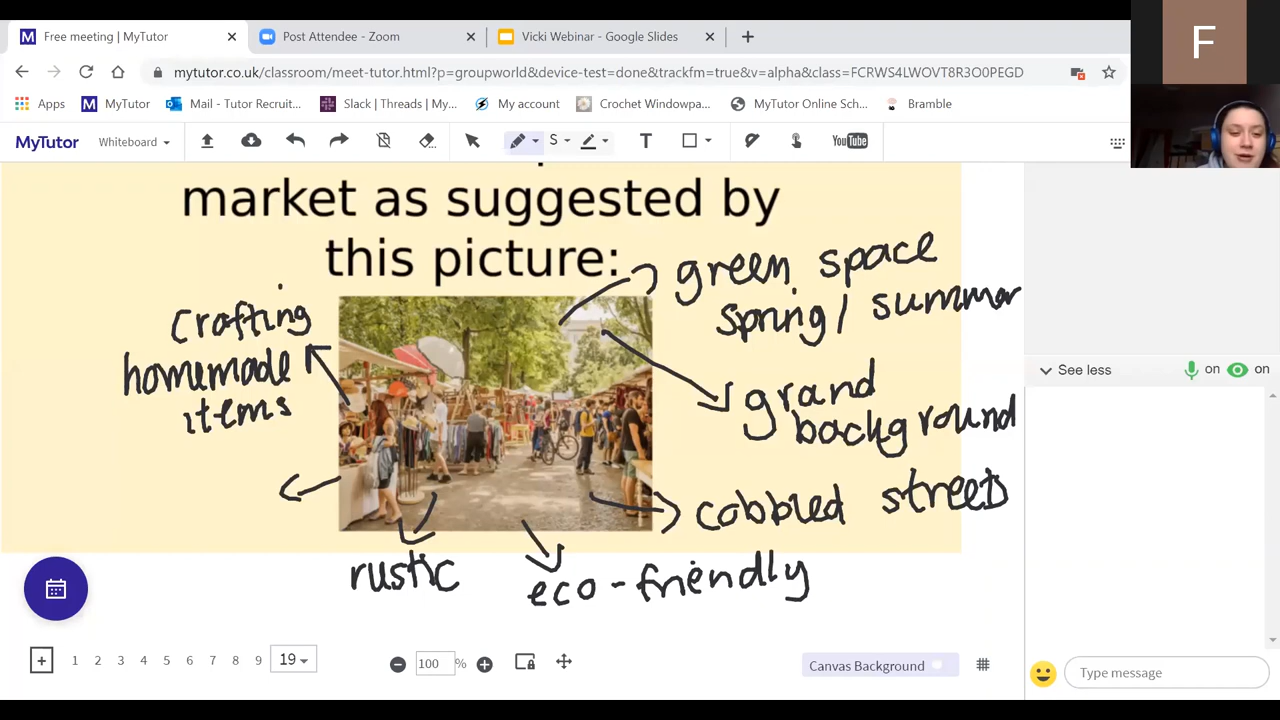 Free meeting | MyTutor
Post Attendee - Zoom
Vicki Webinar - Google Slides
F
mytutor.co.uk/classroom/meet-tutor.html?p=groupworld&device-test=done&trackfm=true&v=alpha&class=FCRWS4LWOVT8R3O0PEGD
Apps
MyTutor
Mail - Tutor Recruit...
Slack | Threads | My...
My account
Crochet Windowpa...
MyTutor Online Sch...
Bramble
MyTutor
Whiteboard
S
T
YouTube
market as suggested by
this picture:
green space
spring / summer
crafting
homemade
items
grand
background
cobbled streets
rustic
eco-friendly
See less
on
on
1 2 3 4 5 6 7 8 9 19
100 %
Canvas Background
Type message